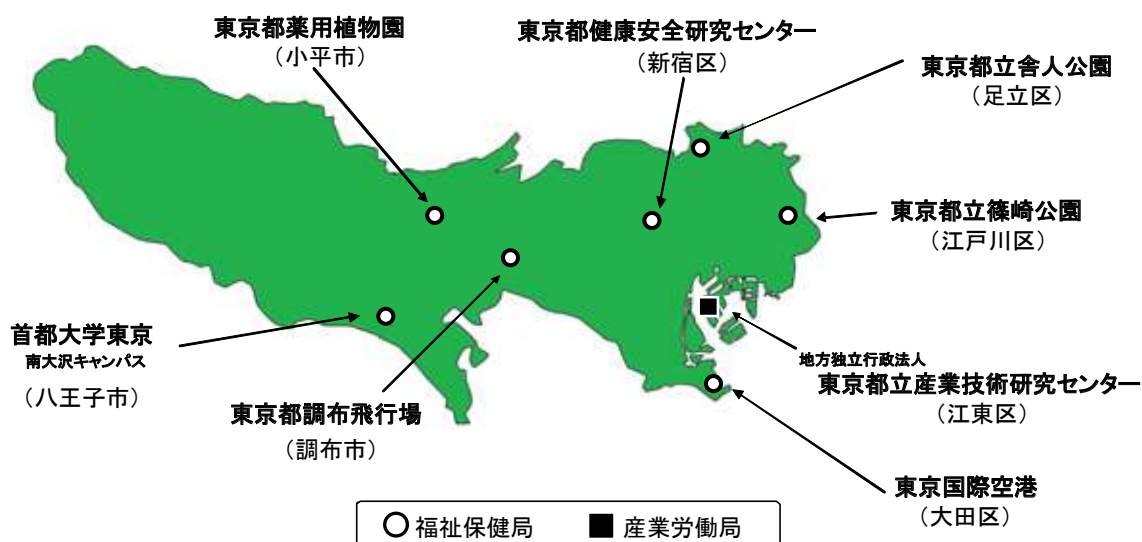 東京都薬用植物園
（小平市）
東京都健康安全研究センター
（新宿区）
東京都立舎人公園
（足立区）
東京都立篠崎公園
（江戸川区）
首都大学東京
南大沢キャンパス
（八王子市）
東京都調布飛行場
（調布市）
地方独立行政法人
東京都立産業技術研究センター
（江東区）
東京国際空港
（大田区）
福祉保健局
産業労働局